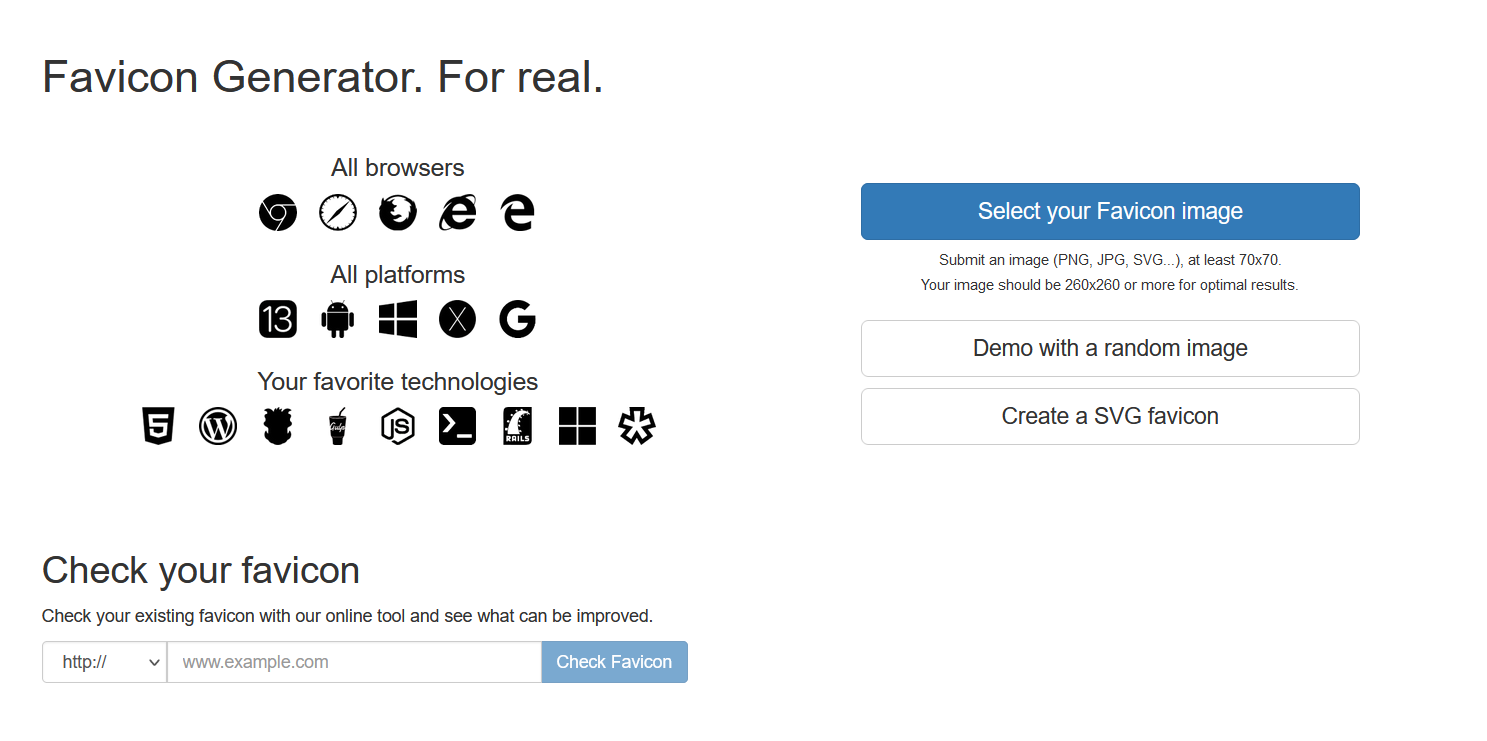 Favicon Generator. For real.
All browsers
All platforms
13
X
G
Your favorite technologies
5
W
Gulp
JS
>_
RAILS
Select your Favicon image
Submit an image (PNG, JPG, SVG...), at least 70x70.
Your image should be 260x260 or more for optimal results.
Demo with a random image
Create a SVG favicon
Check your favicon
Check your existing favicon with our online tool and see what can be improved.
http://
www.example.com
Check Favicon